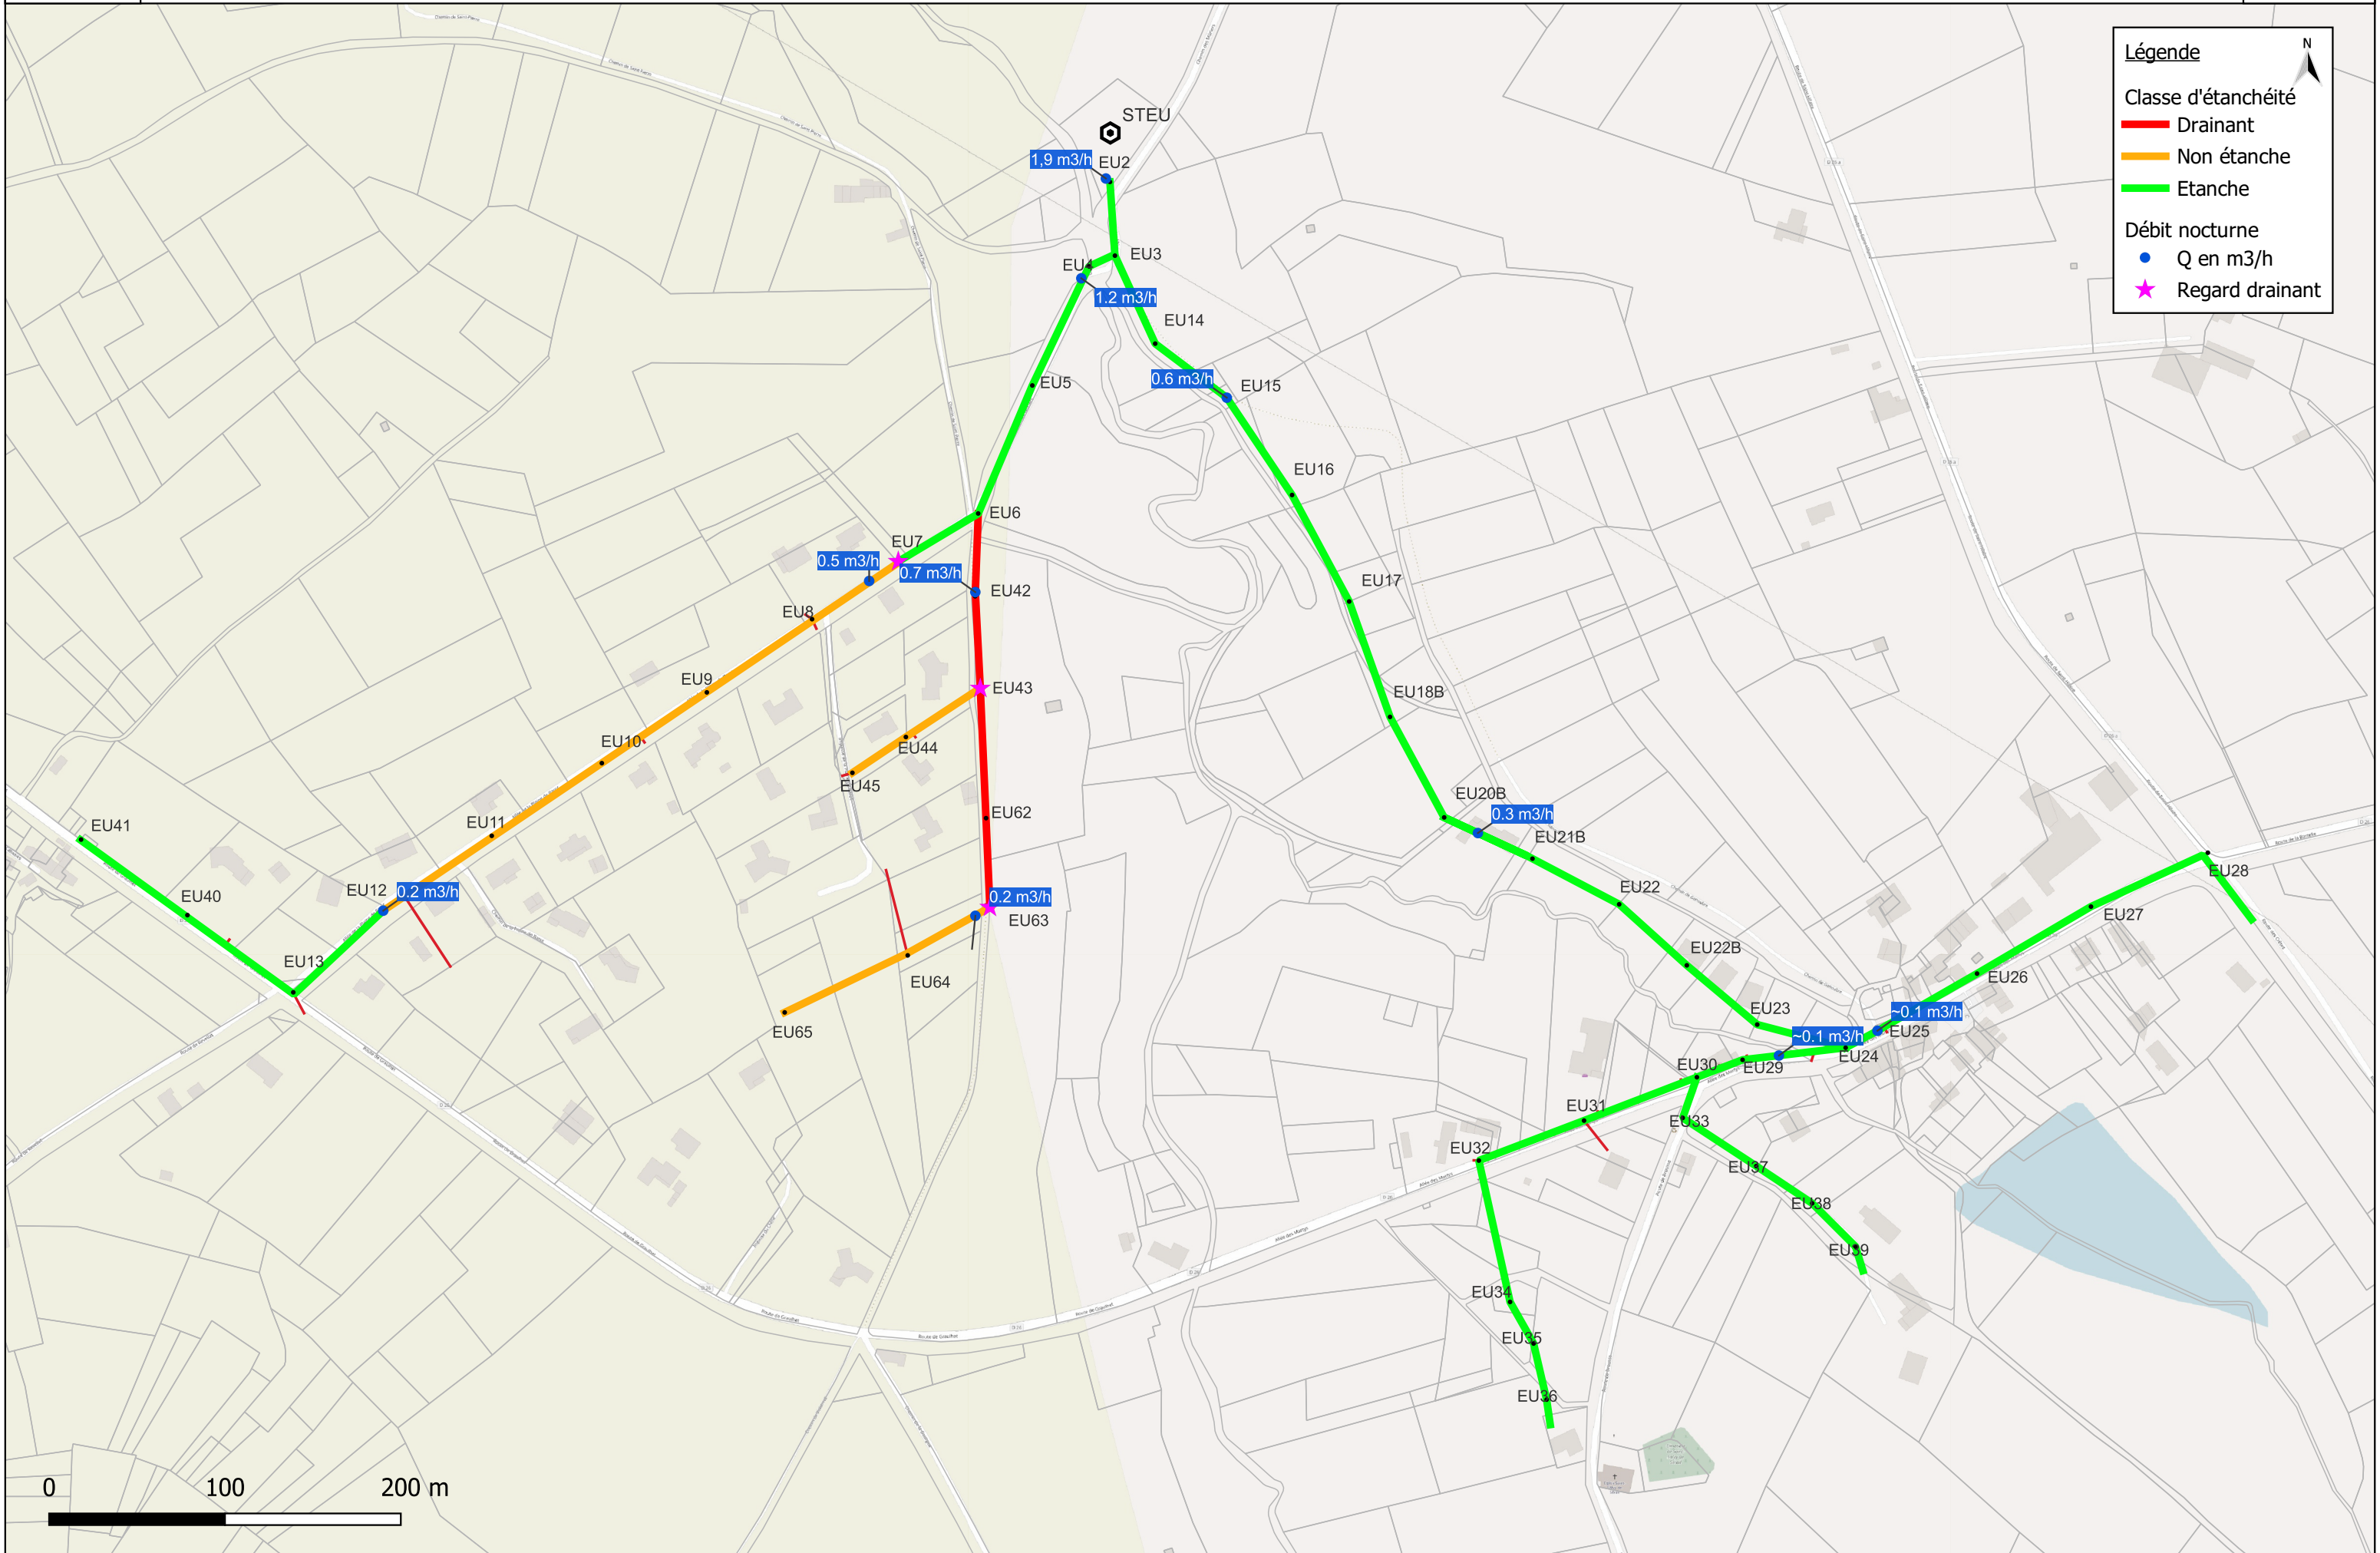 Légende
N
Classe d'étanchéité
Drainant
Non étanche
Etanche
Débit nocturne
Q en m3/h
Regard drainant
STEU
1,9 m3/h
EU2
EU3
EU4
1.2 m3/h
EU14
EU5
0.6 m3/h
EU15
EU16
EU6
EU7
0.5 m3/h
0.7 m3/h
EU42
EU17
EU8
EU9
EU43
EU18B
EU10
EU44
EU45
EU20B
EU62
0.3 m3/h
EU21B
EU41
EU11
EU28
EU40
EU12
0.2 m3/h
0.2 m3/h
EU63
EU22
EU27
EU22B
EU13
EU64
EU26
EU65
EU23
~0.1 m3/h
EU25
~0.1 m3/h
EU24
EU30
EU29
EU31
EU33
EU32
EU37
EU38
EU39
EU34
EU35
EU36
0
100
200 m